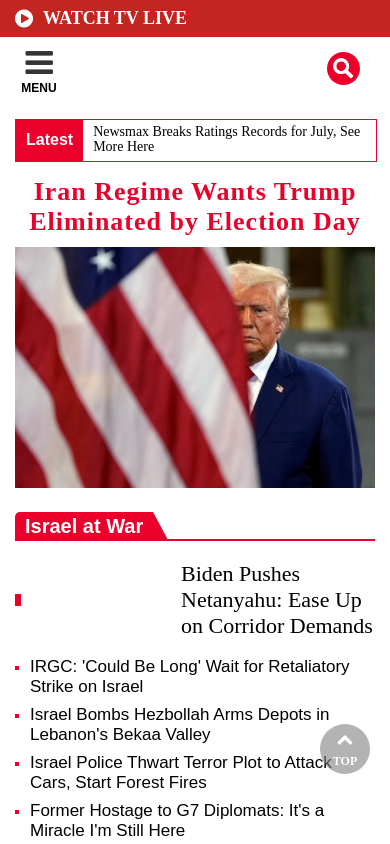 WATCH TV LIVE
MENU
Latest
Newsmax Breaks Ratings Records for July, See
More Here
Iran Regime Wants Trump
Eliminated by Election Day
Israel at War
Biden Pushes
Netanyahu: Ease Up
on Corridor Demands
IRGC: 'Could Be Long' Wait for Retaliatory
Strike on Israel
Israel Bombs Hezbollah Arms Depots in
Lebanon's Bekaa Valley
Israel Police Thwart Terror Plot to Attack
Cars, Start Forest Fires
TOP
Former Hostage to G7 Diplomats: It's a
Miracle I'm Still Here